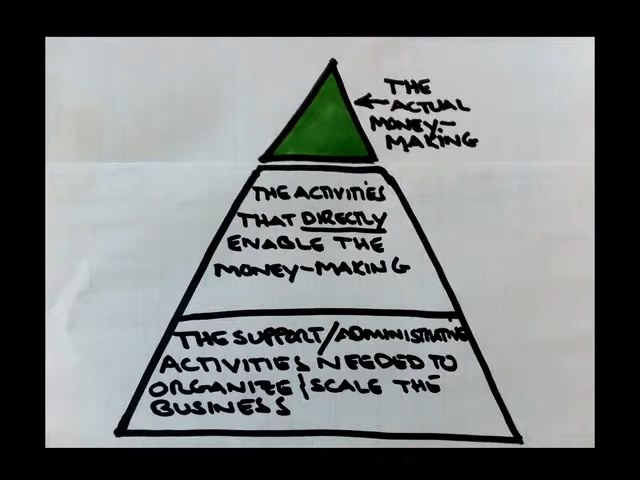 THE
ACTUAL
MONEY-
MAKING
THE ACTIVITIES
THAT DIRECTLY
ENABLE THE
MONEY-MAKING
THE SUPPORT/ADMINISTRATIVE
ACTIVITIES NEEDED TO
ORGANIZE & SCALE THE
BUSINESS